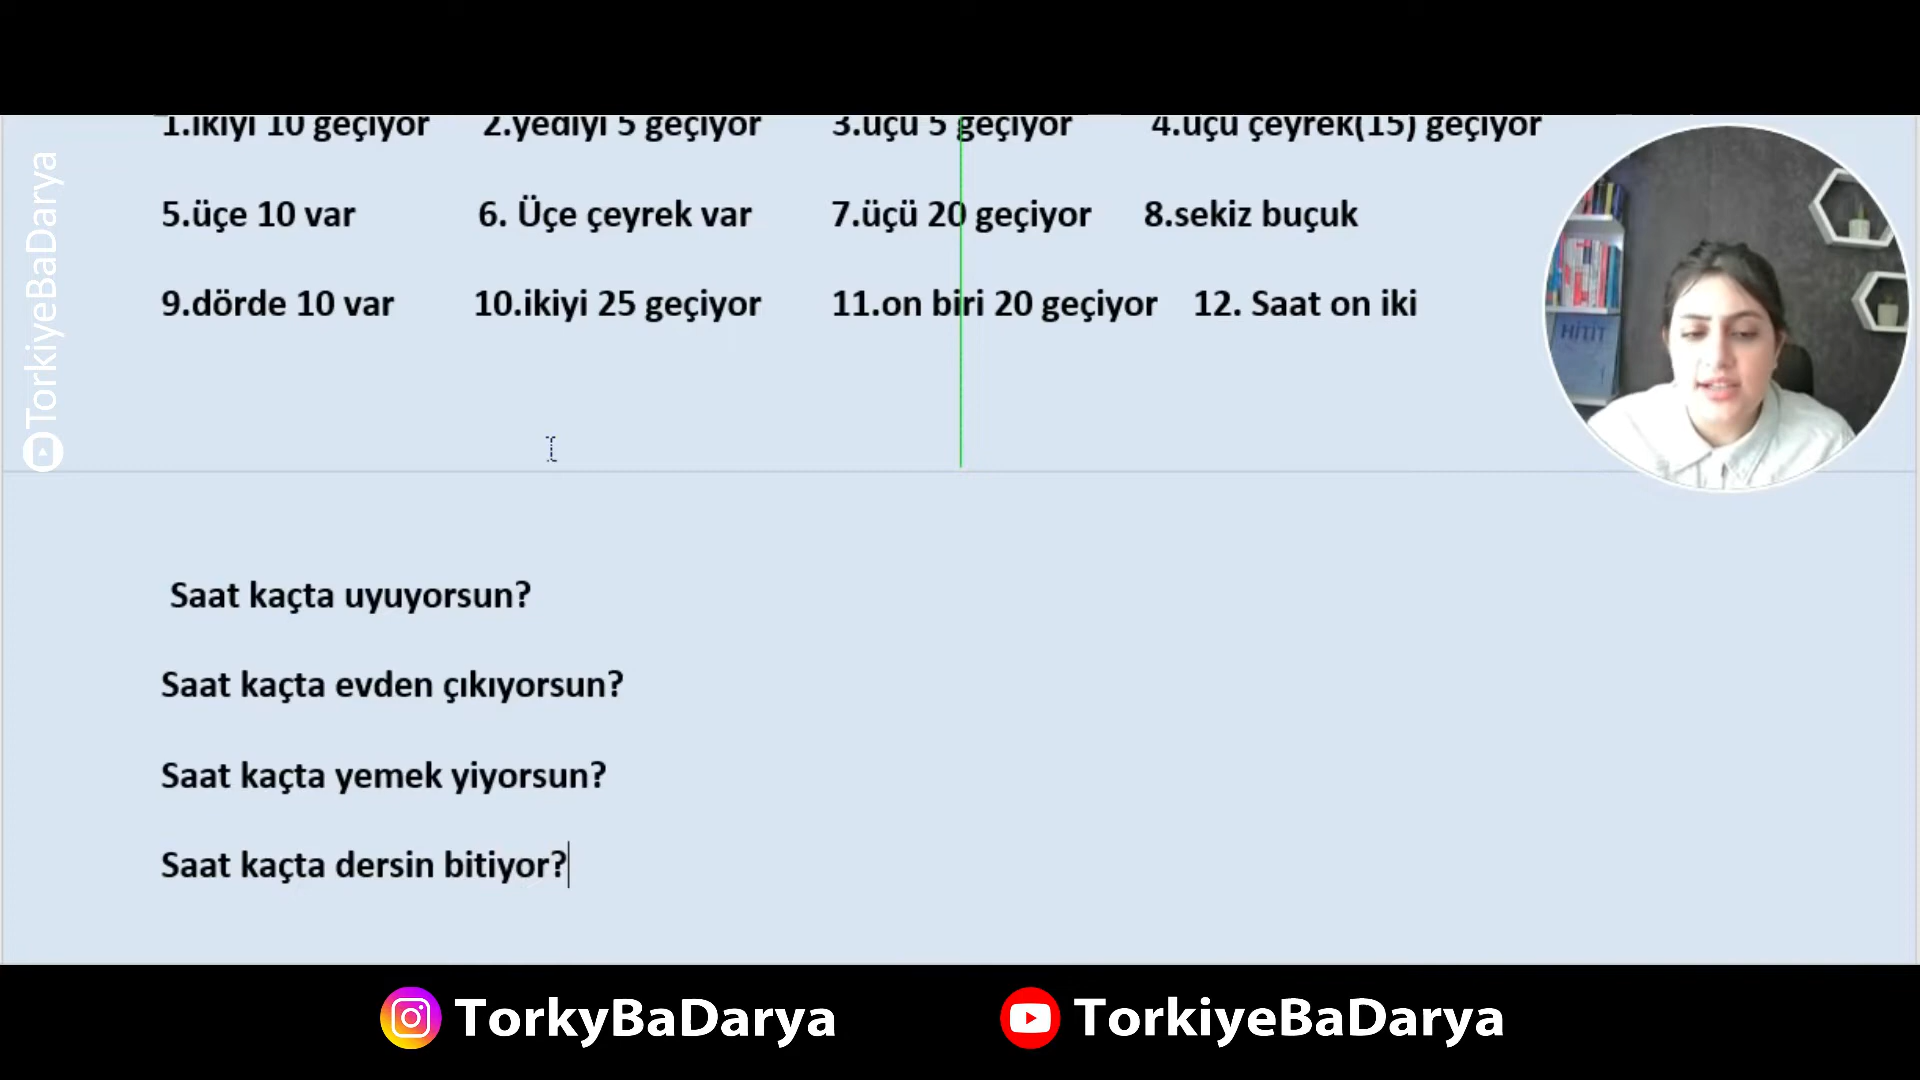 1.ikiyi 10 geçiyor 2.yediyi 5 geçiyor 3.üçü 5 geçiyor 4.üçü çeyrek(15) geçiyor
5.üçe 10 var 6. Üçe çeyrek var 7.üçü 20 geçiyor 8.sekiz buçuk
9.dörde 10 var 10.ikiyi 25 geçiyor 11.on biri 20 geçiyor 12. Saat on iki
HİTİT
TorkiyeBaDarya
Saat kaçta uyuyorsun?
Saat kaçta evden çıkıyorsun?
Saat kaçta yemek yiyorsun?
Saat kaçta dersin bitiyor?
TorkyBaDarya TorkiyeBaDarya